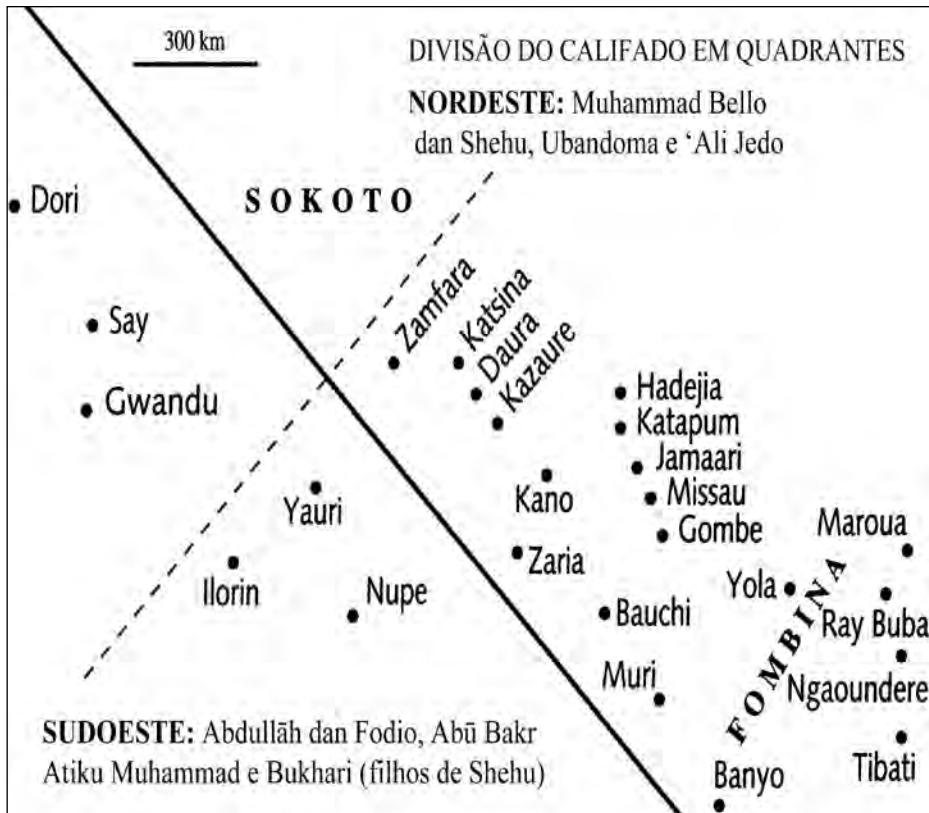 300 km
DIVISÃO DO CALIFADO EM QUADRANTES
NORDESTE: Muhammad Bello
dan Shehu, Ubandoma e ‘Ali Jedo
SOKOTO
Dori
Say
Gwandu
Zamfara
Katsina
Daura
Kazaure
Hadejia
Katapum
Jamaari
Missau
Gombe
Kano
Zaria
Yauri
Ilorin
Nupe
Bauchi
Muri
Yola
FOMBINA
Maroua
Ray Buba
Ngaoundere
Tibati
Banyo
SUDOESTE: Abdullāh dan Fodio, Abū Bakr
Atiku Muhammad e Bukhari (filhos de Shehu)